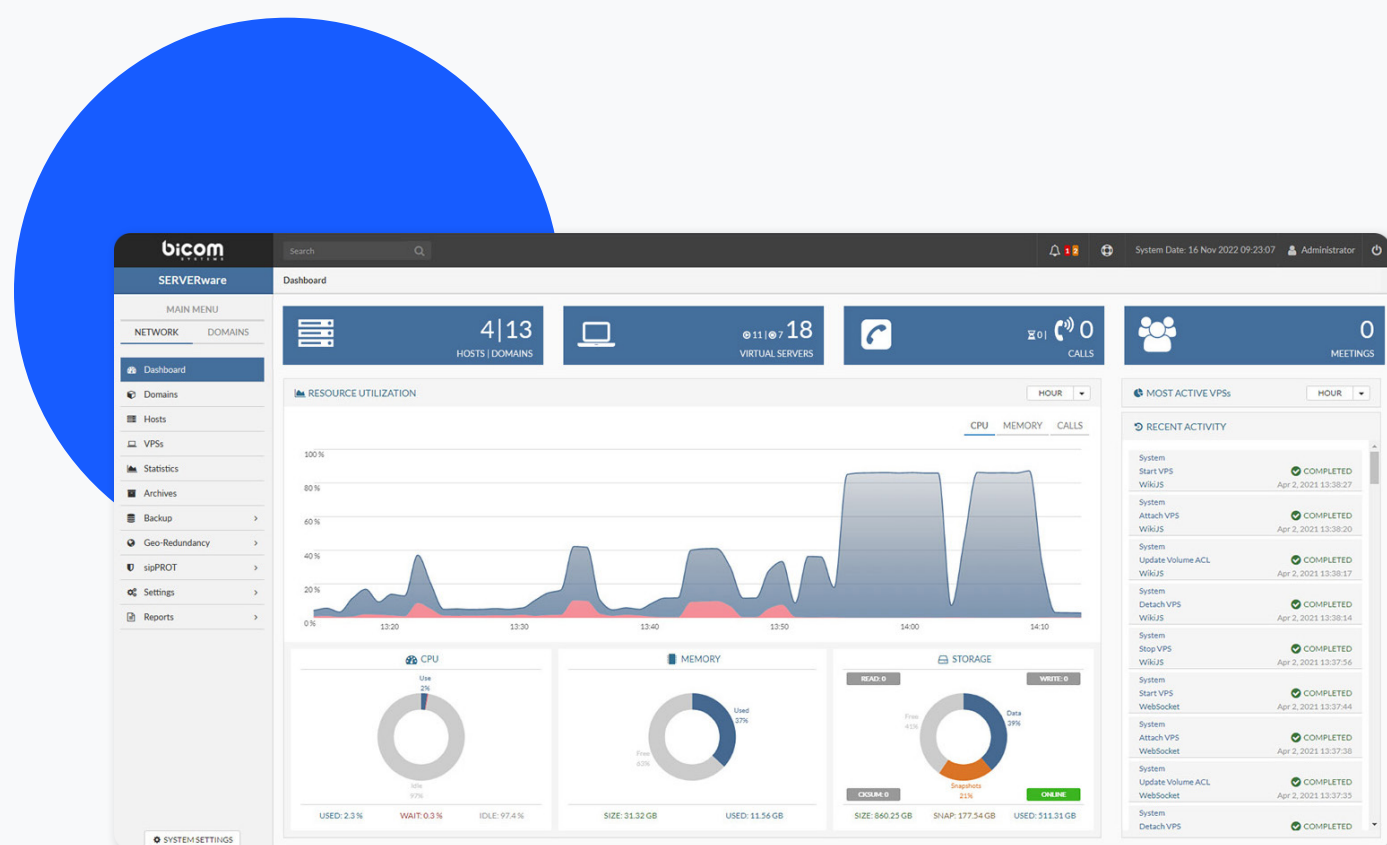 bicom
SYSTEMS
Search
1 2
System Date: 16 Nov 2022 09:23:07
Administrator
SERVERware
Dashboard
MAIN MENU
NETWORK DOMAINS
Dashboard
Domains
Hosts
VPSs
Statistics
Archives
Backup
Geo-Redundancy
sipPROT
Settings
Reports
SYSTEM SETTINGS
4|13
HOSTS | DOMAINS
11 | 7 18
VIRTUAL SERVERS
0 | 0
CALLS
0
MEETINGS
RESOURCE UTILIZATION
HOUR
CPU MEMORY CALLS
100 %
80 %
60 %
40 %
20 %
0 %
13:20 13:30 13:40 13:50 14:00 14:10
CPU
Use
2%
Idle
97%
USED: 2.3 % WAIT: 0.3 % IDLE: 97.4 %
MEMORY
Used
37%
Free
63%
SIZE: 31.32 GB USED: 11.56 GB
STORAGE
READ: 0 WRITE: 0
Free
41%
Data
39%
Snapshots
21%
CKSUM: 0 ONLINE
SIZE: 860.25 GB SNAP: 177.54 GB USED: 511.31 GB
MOST ACTIVE VPSs
HOUR
RECENT ACTIVITY
System
Start VPS COMPLETED
WikiJS Apr 2, 2021 13:38:27
System
Attach VPS COMPLETED
WikiJS Apr 2, 2021 13:38:20
System
Update Volume ACL COMPLETED
WikiJS Apr 2, 2021 13:38:17
System
Detach VPS COMPLETED
WikiJS Apr 2, 2021 13:38:14
System
Stop VPS COMPLETED
WikiJS Apr 2, 2021 13:37:56
System
Start VPS COMPLETED
WebSocket Apr 2, 2021 13:37:44
System
Attach VPS COMPLETED
WebSocket Apr 2, 2021 13:37:38
System
Update Volume ACL COMPLETED
WebSocket Apr 2, 2021 13:37:35
System
Detach VPS COMPLETED